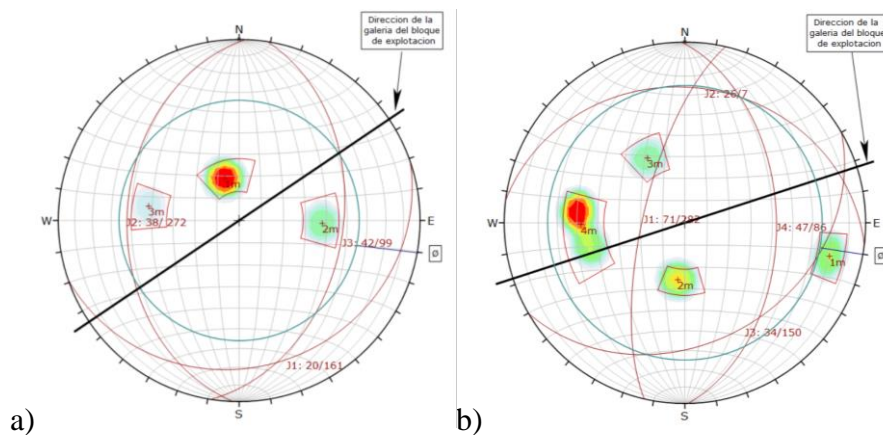 N
Direccion de la
galeria del bloque
de explotacion
1m
3m
2m
W
E
J2: 38/272
J3: 42/99
ø
J1: 20/161
S
a)
N
Direccion de la
galeria del bloque
de explotacion
J2: 26/7
3m
W
E
J1: 71/282
J4: 47/86
4m
ø
1m
2m
J3: 34/150
S
b)